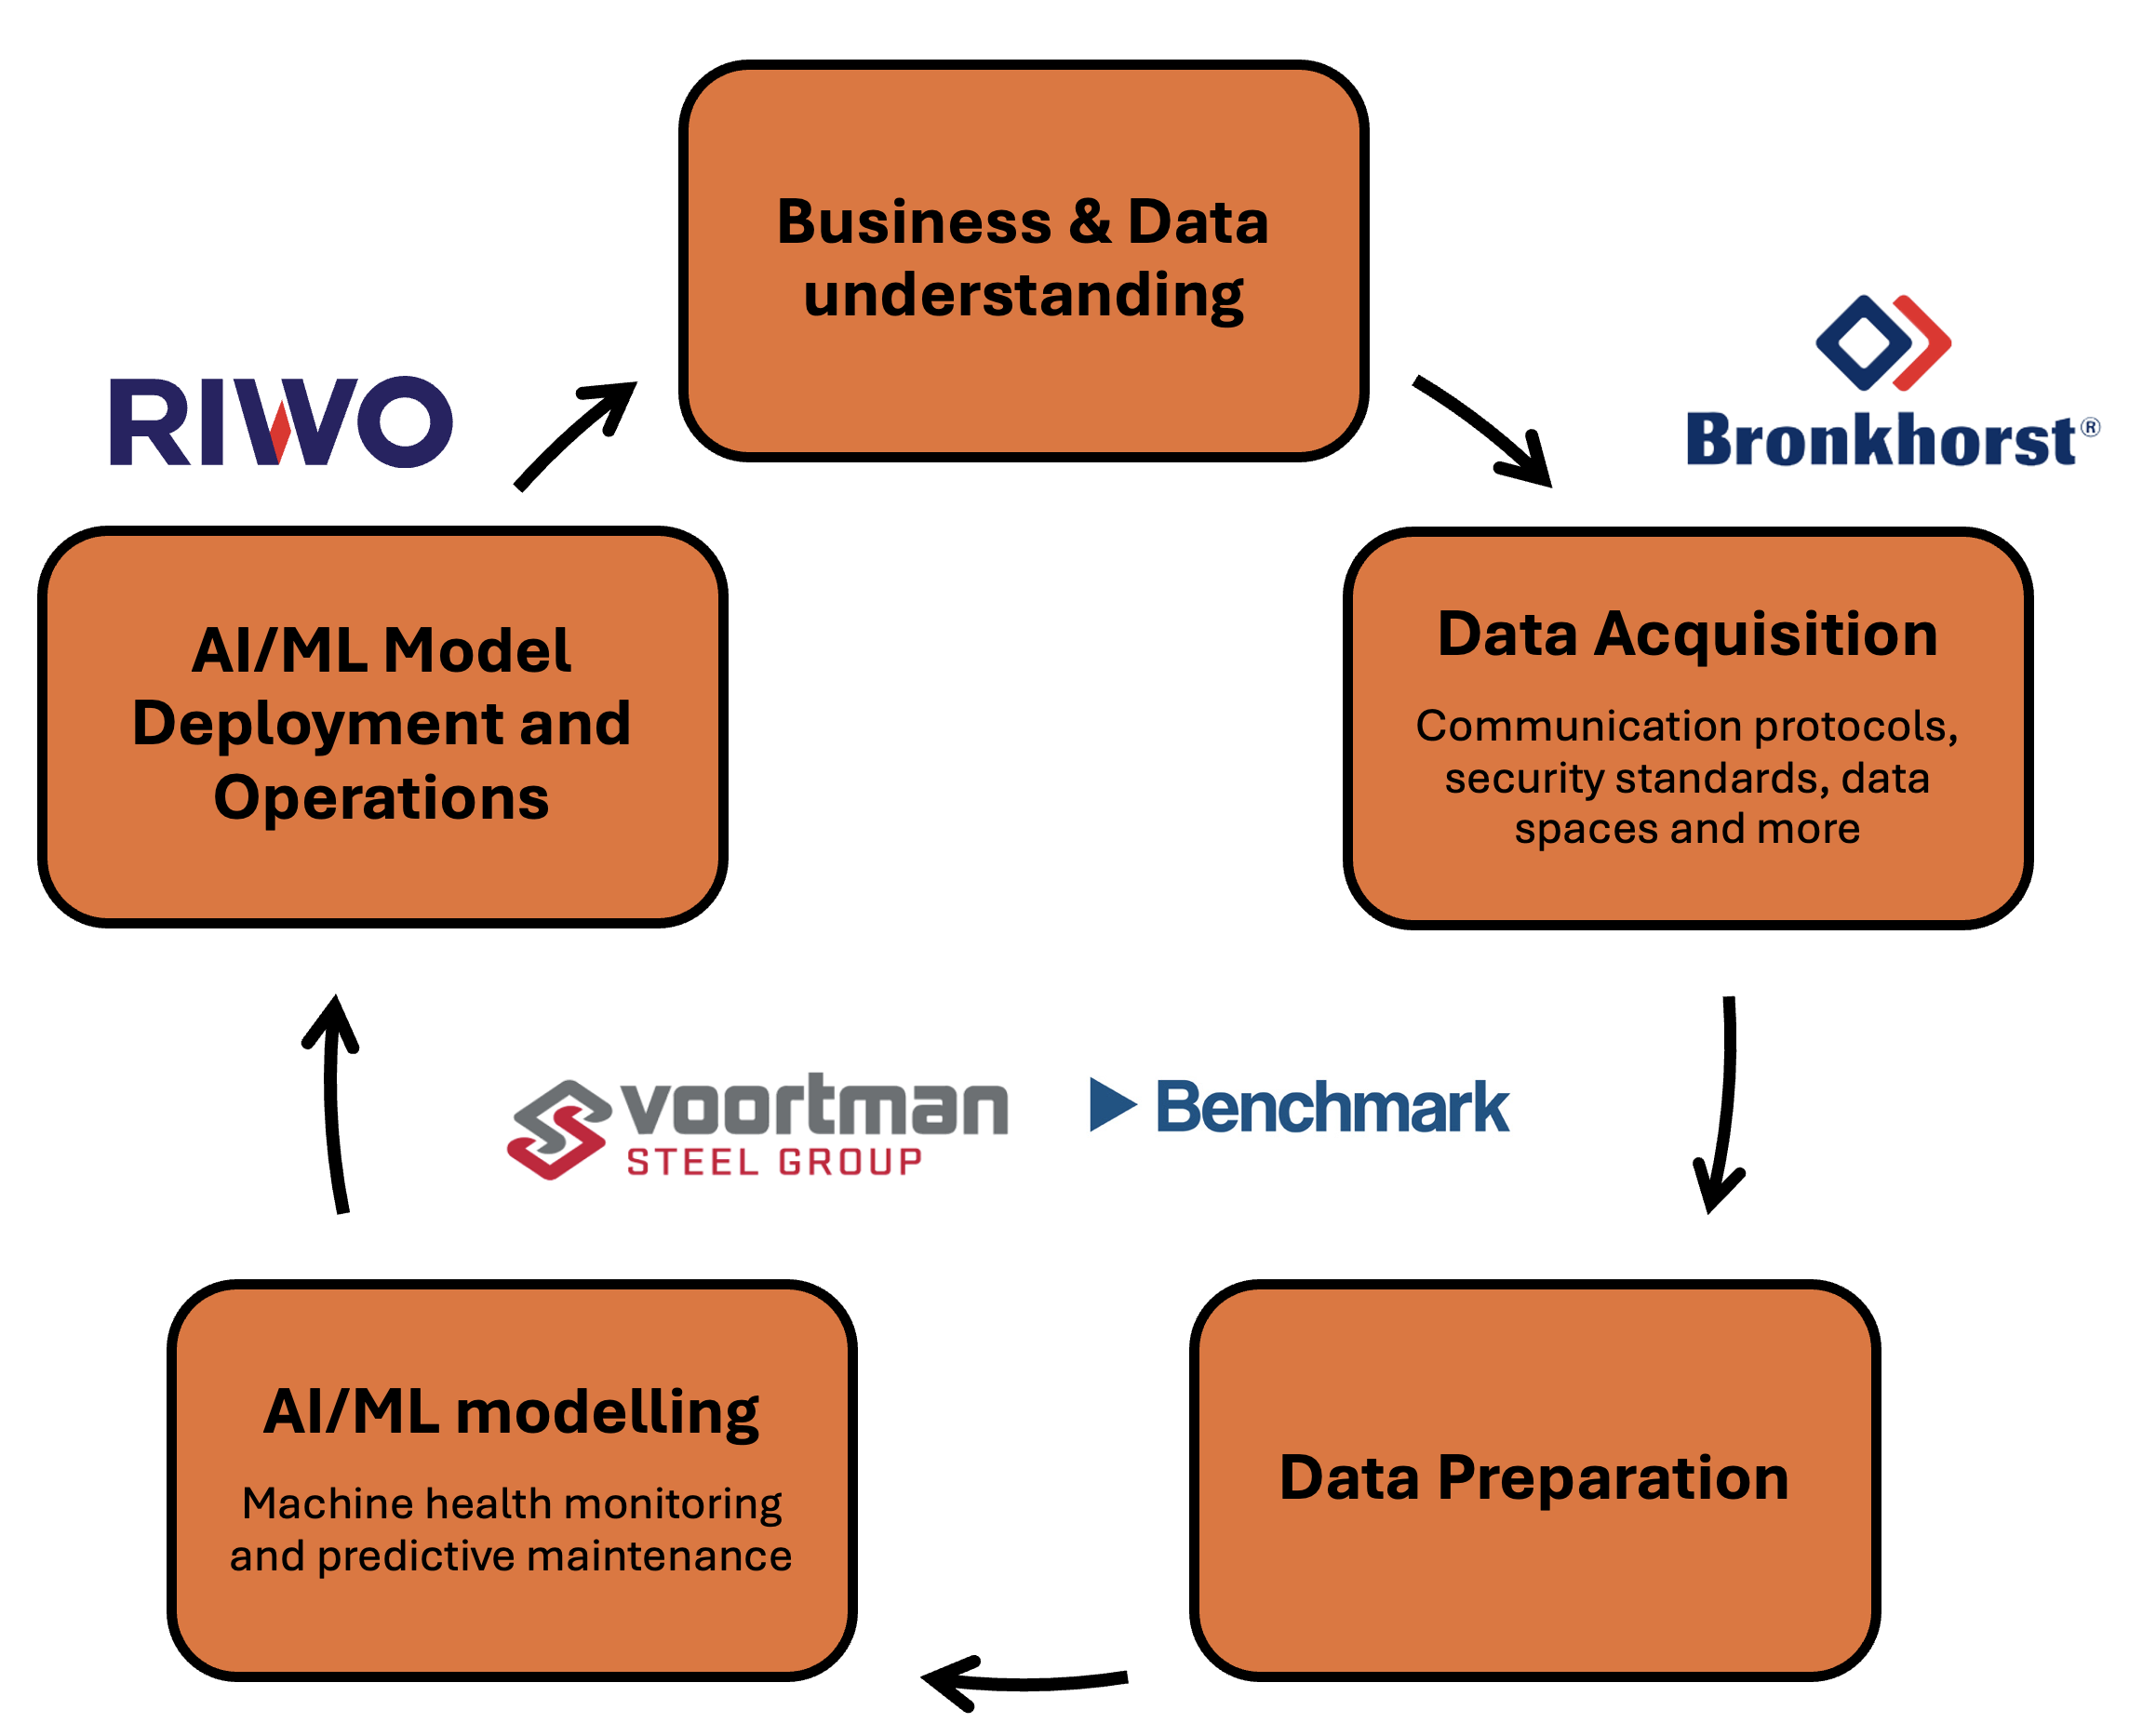 Business & Data
understanding
RIWO
Bronkhorst®
AI/ML Model
Deployment and
Operations
Data Acquisition
Communication protocols,
security standards, data
spaces and more
voortman
STEEL GROUP
Benchmark
AI/ML modelling
Machine health monitoring
and predictive maintenance
Data Preparation